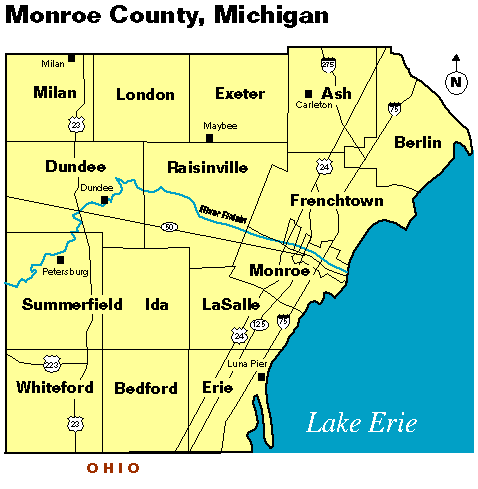 Monroe County, Michigan
Milan
275
N
Milan
London
Exeter
Ash
Carleton
75
23
Maybee
Berlin
Dundee
Raisinville
24
Dundee
Frenchtown
River Raisin
50
Petersburg
Monroe
Summerfield
Ida
LaSalle
24
125
75
223
Luna Pier
Whiteford
Bedford
Erie
23
Lake Erie
OHIO